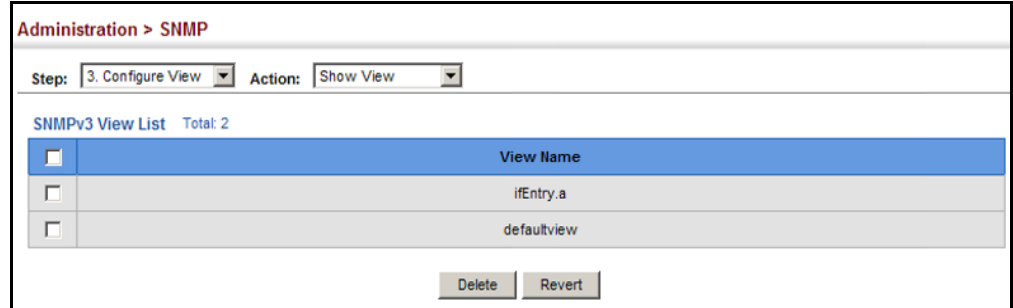 Administration > SNMP
Step: 3. Configure View Action: Show View
SNMPv3 View List Total: 2
View Name
ifEntry.a
defaultview
Delete Revert